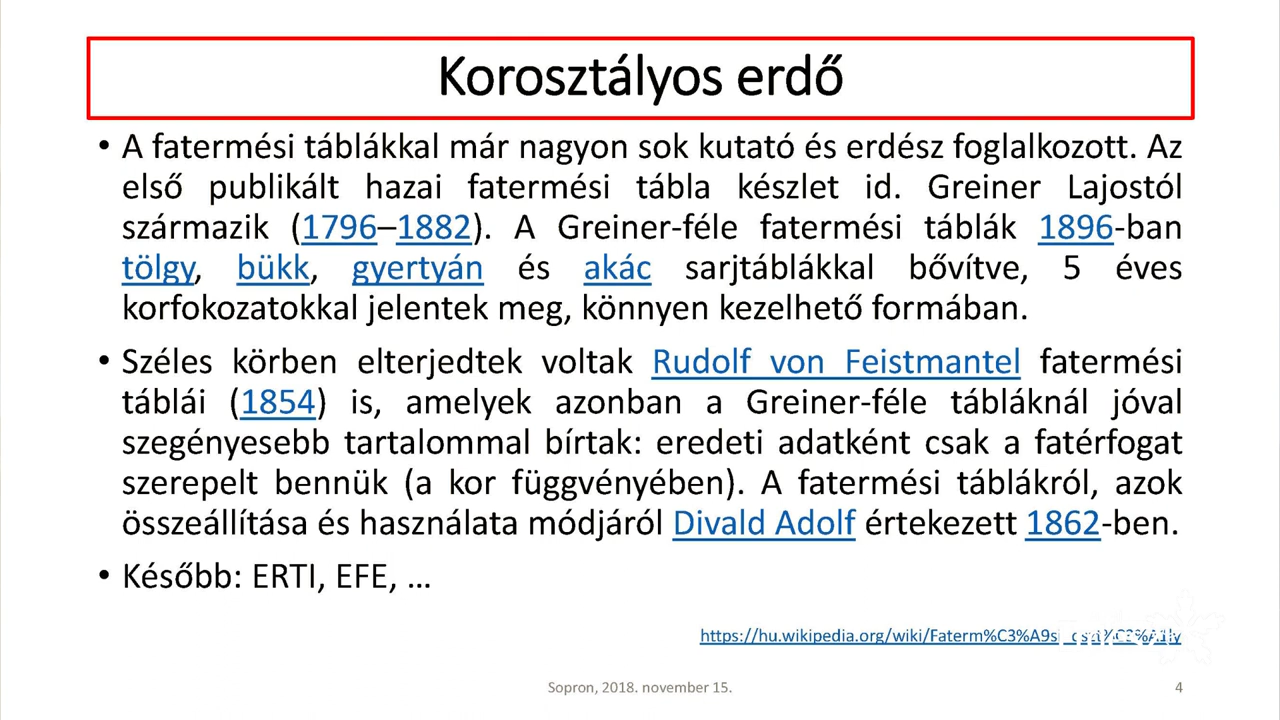 Korosztályos erdő
• A fatermési táblákkal már nagyon sok kutató és erdész foglalkozott. Az
első publikált hazai fatermési tábla készlet id. Greiner Lajostól
származik (1796–1882). A Greiner-féle fatermési táblák 1896-ban
tölgy, bükk, gyertyán és akác sarjtáblákkal bővítve, 5 éves
korfokozatokkal jelentek meg, könnyen kezelhető formában.
• Széles körben elterjedtek voltak Rudolf von Feistmantel fatermési
táblái (1854) is, amelyek azonban a Greiner-féle tábláknál jóval
szegényesebb tartalommal bírtak: eredeti adatként csak a fatérfogat
szerepelt bennük (a kor függvényében). A fatermési táblákról, azok
összeállítása és használata módjáról Divald Adolf értekezett 1862-ben.
• Később: ERTI, EFE, …
https://hu.wikipedia.org/wiki/Faterm%C3%A9si
Sopron, 2018. november 15.
4